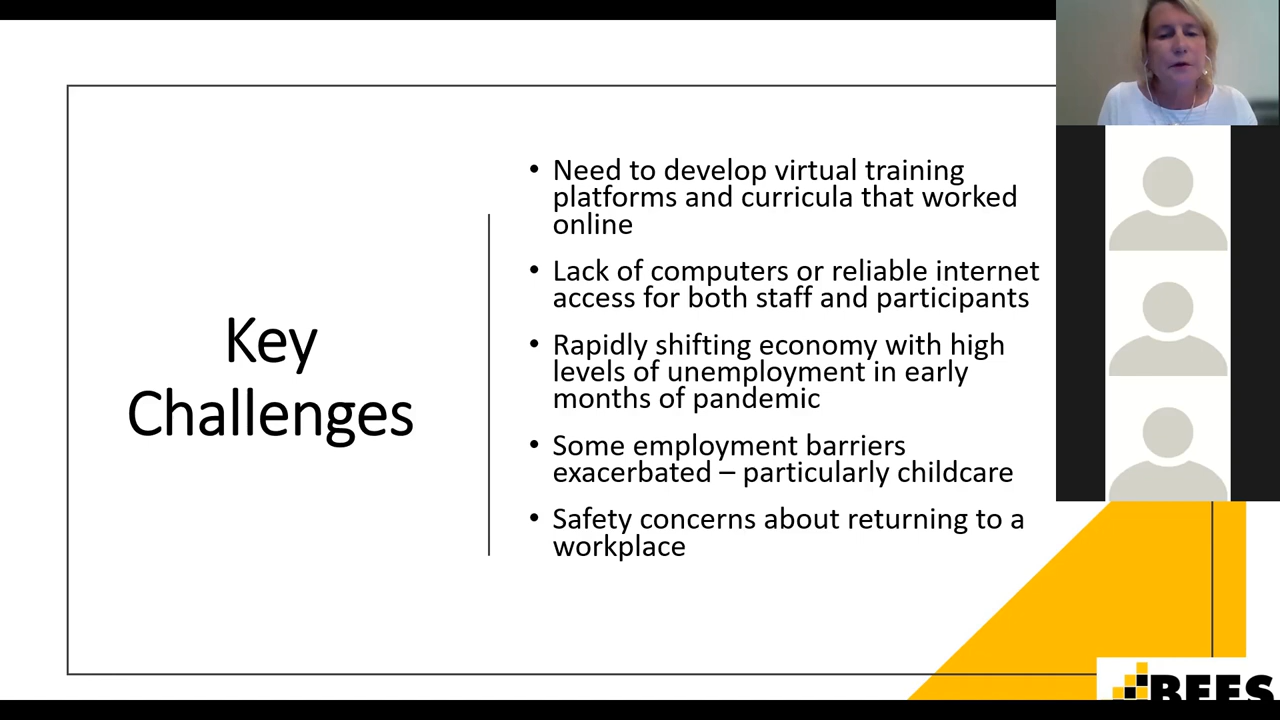 Key
Challenges
• Need to develop virtual training
platforms and curricula that worked
online
• Lack of computers or reliable internet
access for both staff and participants
• Rapidly shifting economy with high
levels of unemployment in early
months of pandemic
• Some employment barriers
exacerbated – particularly childcare
• Safety concerns about returning to a
workplace
BEES